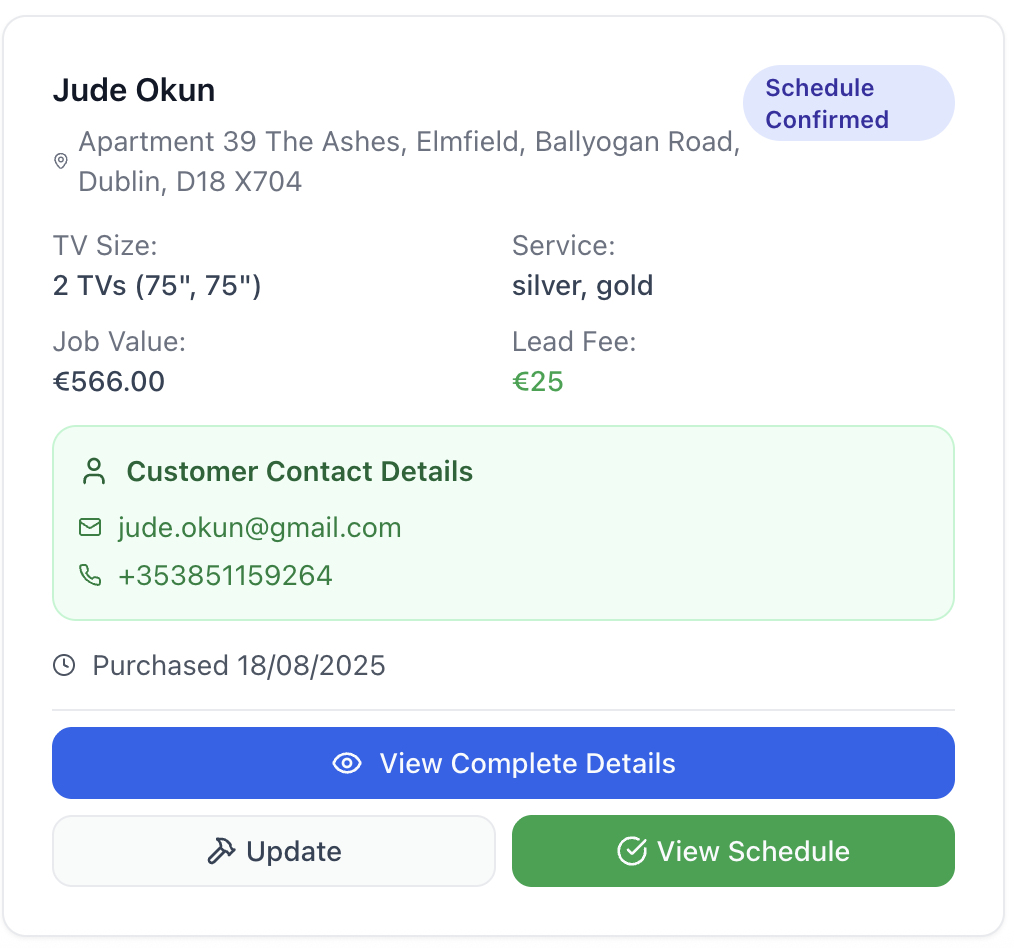 Jude Okun
Schedule
Confirmed
Apartment 39 The Ashes, Elmfield, Ballyogan Road,
Dublin, D18 X704
TV Size:
2 TVs (75", 75")
Service:
silver, gold
Job Value:
€566.00
Lead Fee:
€25
Customer Contact Details
jude.okun@gmail.com
+353851159264
Purchased 18/08/2025
View Complete Details
Update
View Schedule